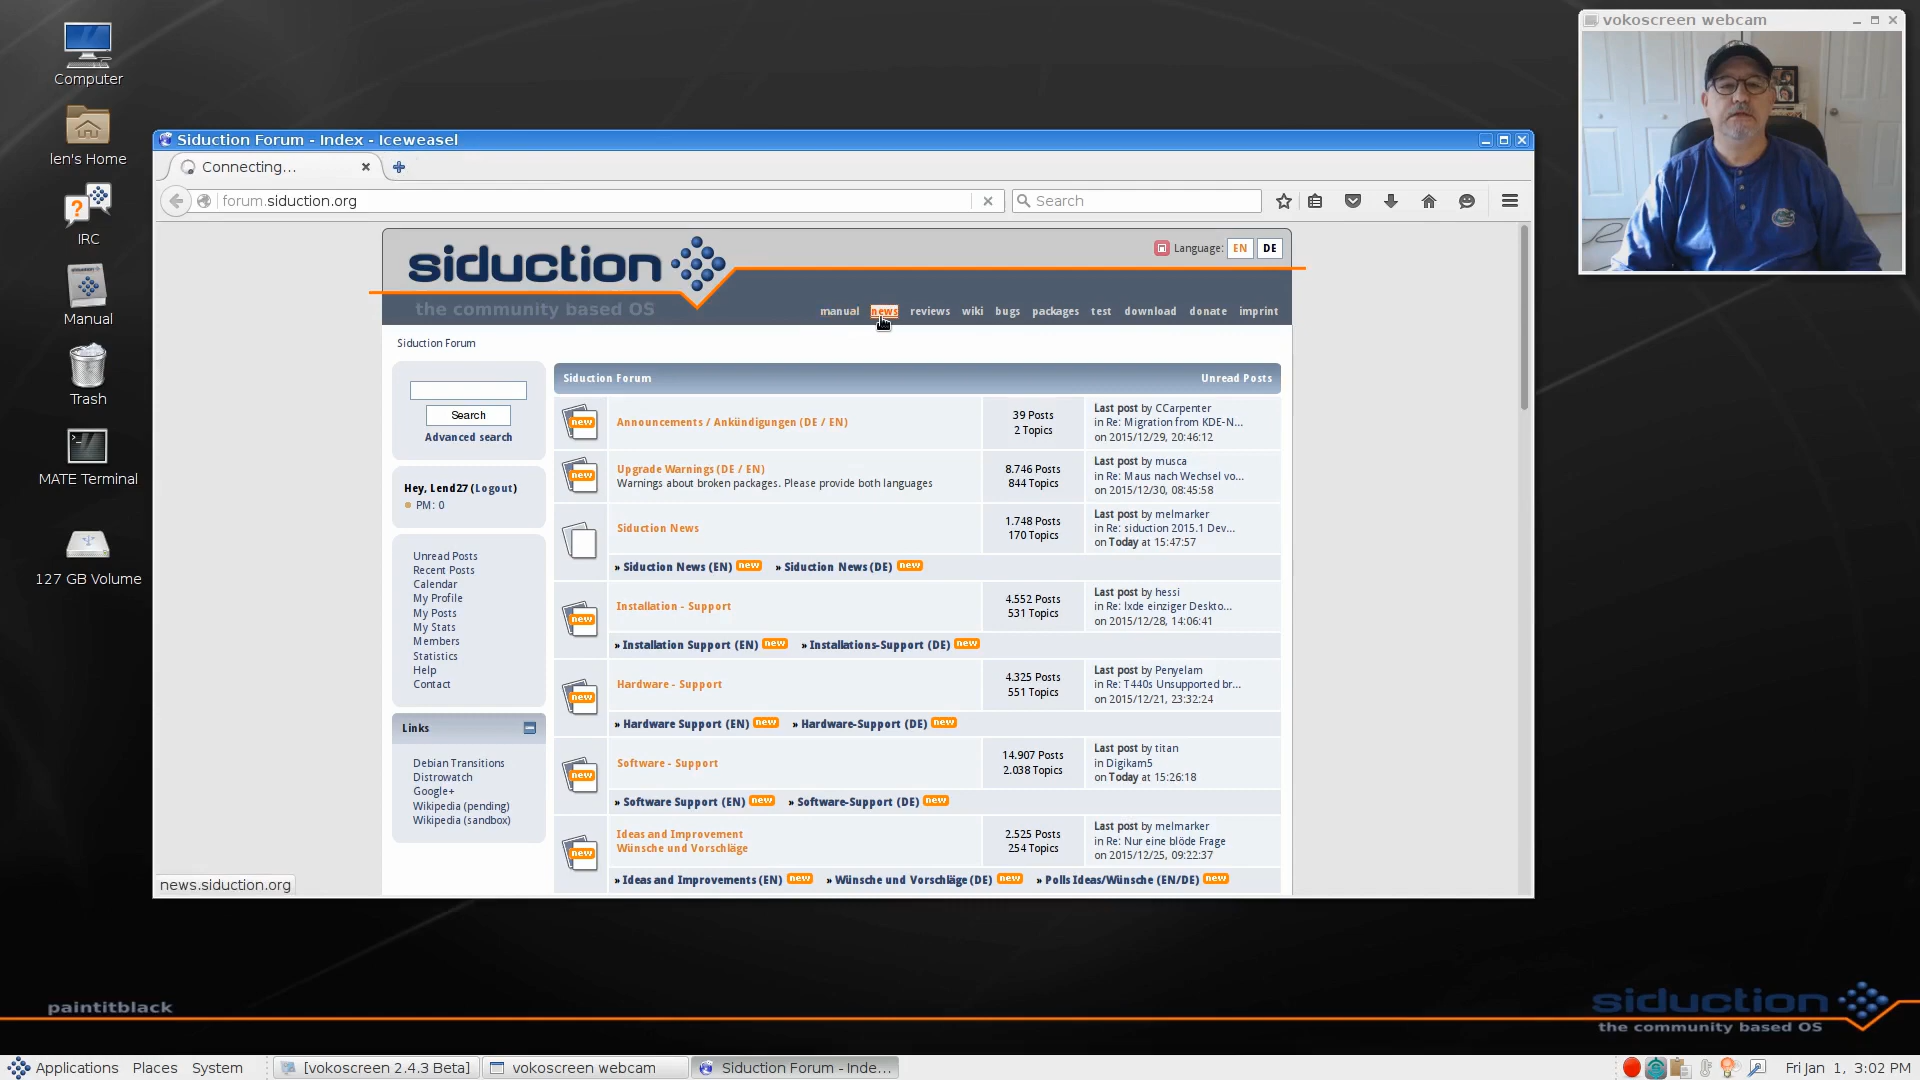 Computer
len's Home
IRC
Manual
Trash
MATE Terminal
127 GB Volume
vokoscreen webcam
Siduction Forum - Index - Iceweasel
Connecting...
forum.siduction.org
Search
siduction
the community based OS
Language: EN DE
manual news reviews wiki bugs packages test download donate imprint
Siduction Forum
Search
Advanced search
Hey, Lend27 (Logout)
PM: 0
Unread Posts
Recent Posts
Calendar
My Profile
My Posts
My Stats
Members
Statistics
Help
Contact
Links
Debian Transitions
Distrowatch
Google+
Wikipedia (pending)
Wikipedia (sandbox)
Siduction Forum Unread Posts
new
Announcements / Ankündigungen (DE / EN)
39 Posts
2 Topics
Last post by CCarpenter
in Re: Migration from KDE-N...
on 2015/12/29, 20:46:12
new
Upgrade Warnings (DE / EN)
Warnings about broken packages. Please provide both languages
8.746 Posts
844 Topics
Last post by musca
in Re: Maus nach Wechsel vo...
on 2015/12/30, 08:45:58
Siduction News
1.748 Posts
170 Topics
Last post by melmarker
in Re: siduction 2015.1 Dev...
on Today at 15:47:57
» Siduction News (EN) new » Siduction News (DE) new
new
Installation - Support
4.552 Posts
531 Topics
Last post by hessi
in Re: lxde einziger Deskto...
on 2015/12/28, 14:06:41
» Installation Support (EN) new » Installations-Support (DE) new
new
Hardware - Support
4.325 Posts
551 Topics
Last post by Penyelam
in Re: T440s Unsupported br...
on 2015/12/21, 23:32:24
» Hardware Support (EN) new » Hardware-Support (DE) new
new
Software - Support
14.907 Posts
2.038 Topics
Last post by titan
in Digikam5
on Today at 15:26:18
» Software Support (EN) new » Software-Support (DE) new
new
Ideas and Improvement
Wünsche und Vorschläge
2.525 Posts
254 Topics
Last post by melmarker
in Re: Nur eine blöde Frage
on 2015/12/25, 09:22:37
» Ideas and Improvements (EN) new » Wünsche und Vorschläge (DE) new » Polls Ideas/Wünsche (EN/DE) new
news.siduction.org
paintitblack
siduction
the community based OS
Applications Places System [vokoscreen 2.4.3 Beta] vokoscreen webcam Siduction Forum - Inde... Fri Jan 1, 3:02 PM